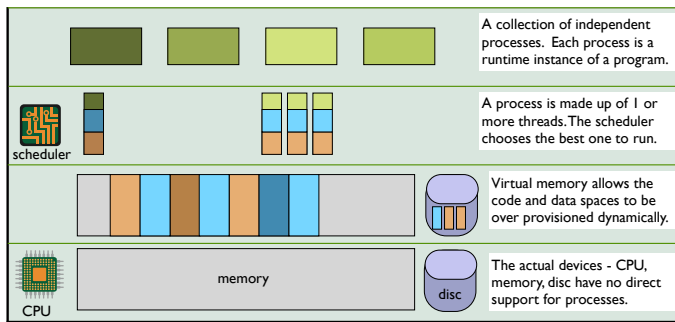 A collection of independent
processes. Each process is a
runtime instance of a program.
scheduler
A process is made up of 1 or
more threads. The scheduler
chooses the best one to run.
Virtual memory allows the
code and data spaces to be
over provisioned dynamically.
CPU
memory
disc
The actual devices - CPU,
memory, disc have no direct
support for processes.